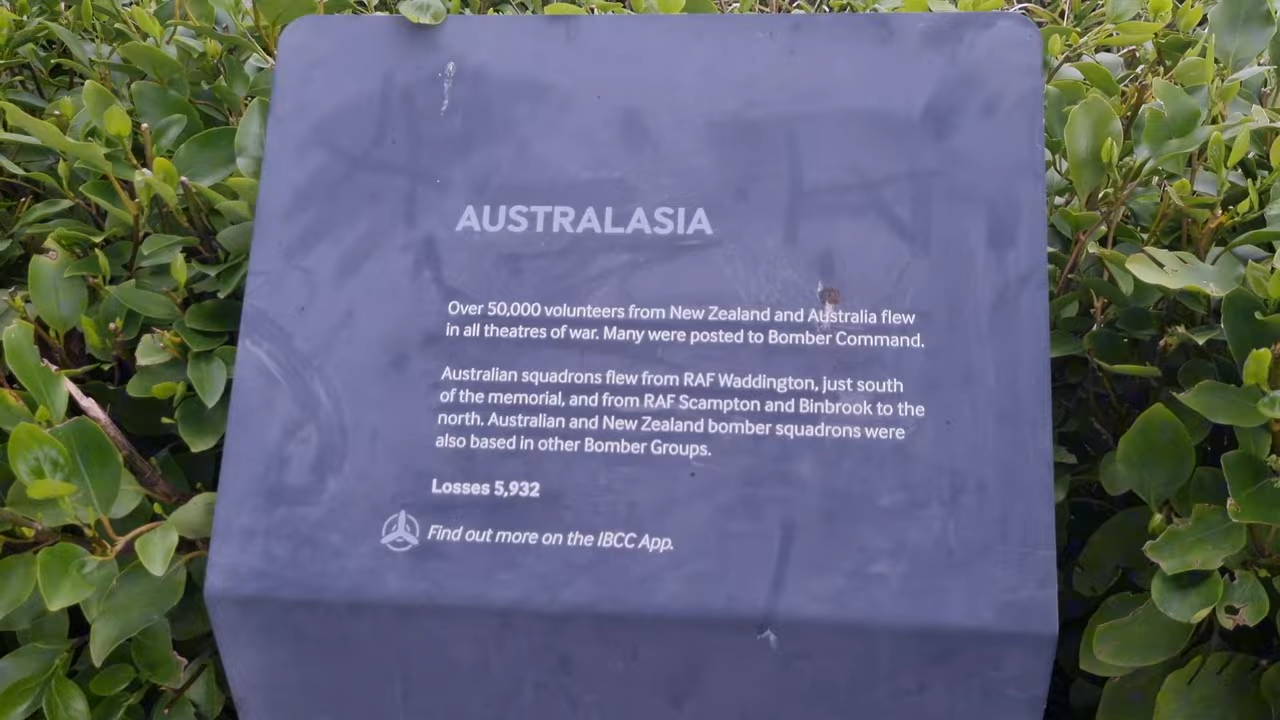 AUSTRALASIA
Over 50,000 volunteers from New Zealand and Australia flew
in all theatres of war. Many were posted to Bomber Command.
Australian squadrons flew from RAF Waddington, just south
of the memorial, and from RAF Scampton and Binbrook to the
north. Australian and New Zealand bomber squadrons were
also based in other Bomber Groups.
Losses 5,932
Find out more on the IBCC App.